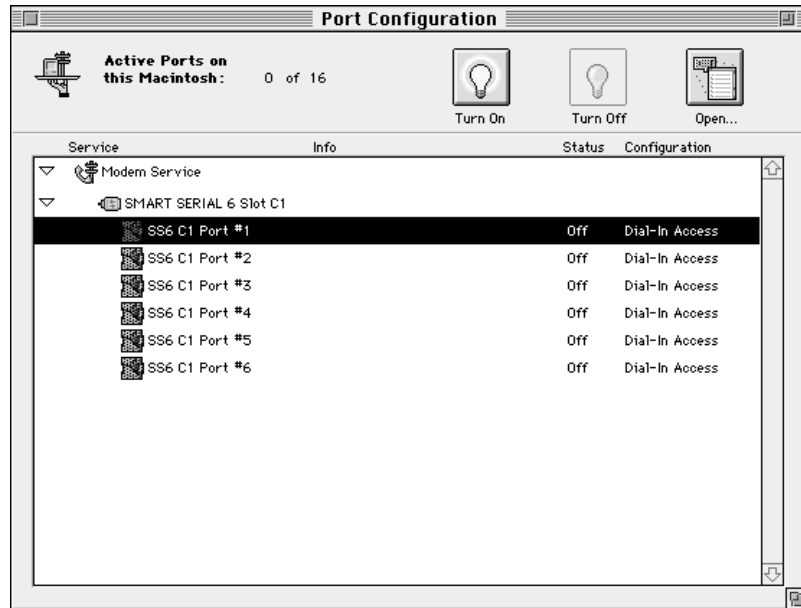 Port Configuration
Active Ports on
this Macintosh: 0 of 16
Turn On Turn Off Open...
Service Info Status Configuration
Modem Service
SMART SERIAL 6 Slot C1
SS6 C1 Port #1 Off Dial-In Access
SS6 C1 Port #2 Off Dial-In Access
SS6 C1 Port #3 Off Dial-In Access
SS6 C1 Port #4 Off Dial-In Access
SS6 C1 Port #5 Off Dial-In Access
SS6 C1 Port #6 Off Dial-In Access